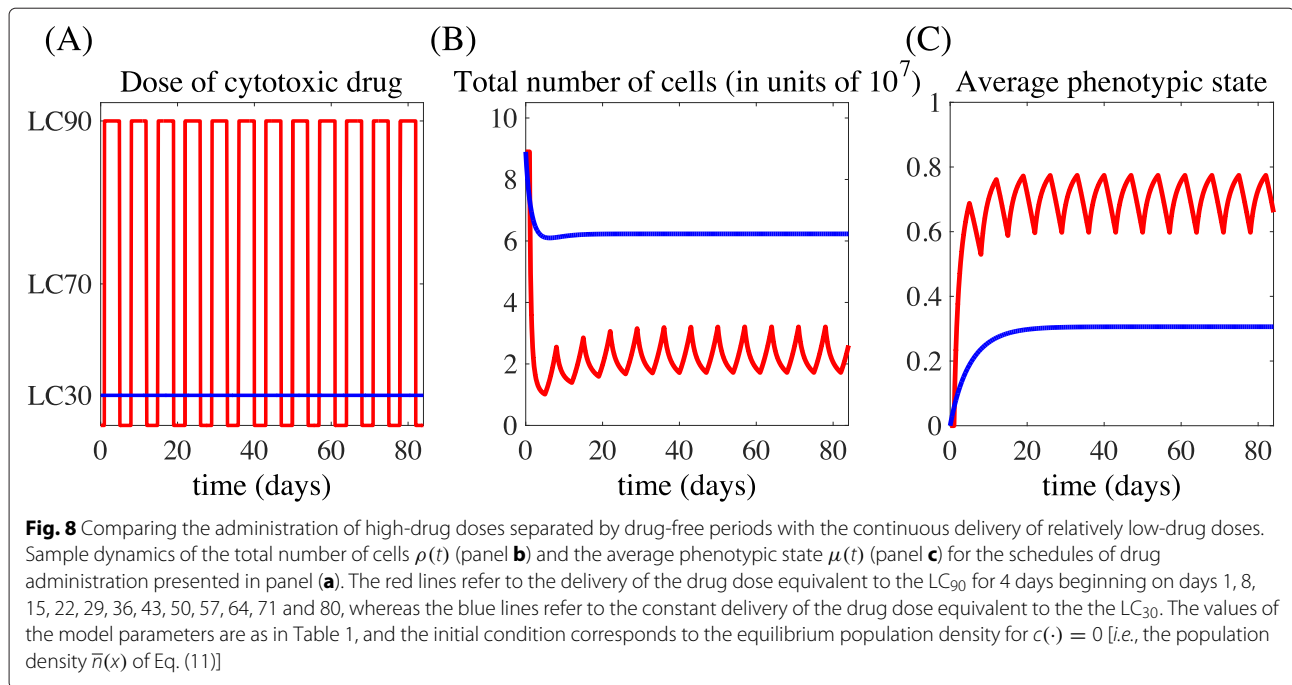 (A)
(B)
(C)
Dose of cytotoxic drug
Total number of cells (in units of 10^7)
Average phenotypic state
LC90
LC70
LC30
0 20 40 60 80
time (days)
10
8
6
4
2
0
0 20 40 60 80
time (days)
1
0.8
0.6
0.4
0.2
0
0 20 40 60 80
time (days)
Fig. 8 Comparing the administration of high-drug doses separated by drug-free periods with the continuous delivery of relatively low-drug doses.
Sample dynamics of the total number of cells ρ(t) (panel b) and the average phenotypic state μ(t) (panel c) for the schedules of drug
administration presented in panel (a). The red lines refer to the delivery of the drug dose equivalent to the LC90 for 4 days beginning on days 1, 8,
15, 22, 29, 36, 43, 50, 57, 64, 71 and 80, whereas the blue lines refer to the constant delivery of the drug dose equivalent to the the LC30. The values of
the model parameters are as in Table 1, and the initial condition corresponds to the equilibrium population density for c(·) = 0 [i.e., the population
density n̅(x) of Eq. (11)]